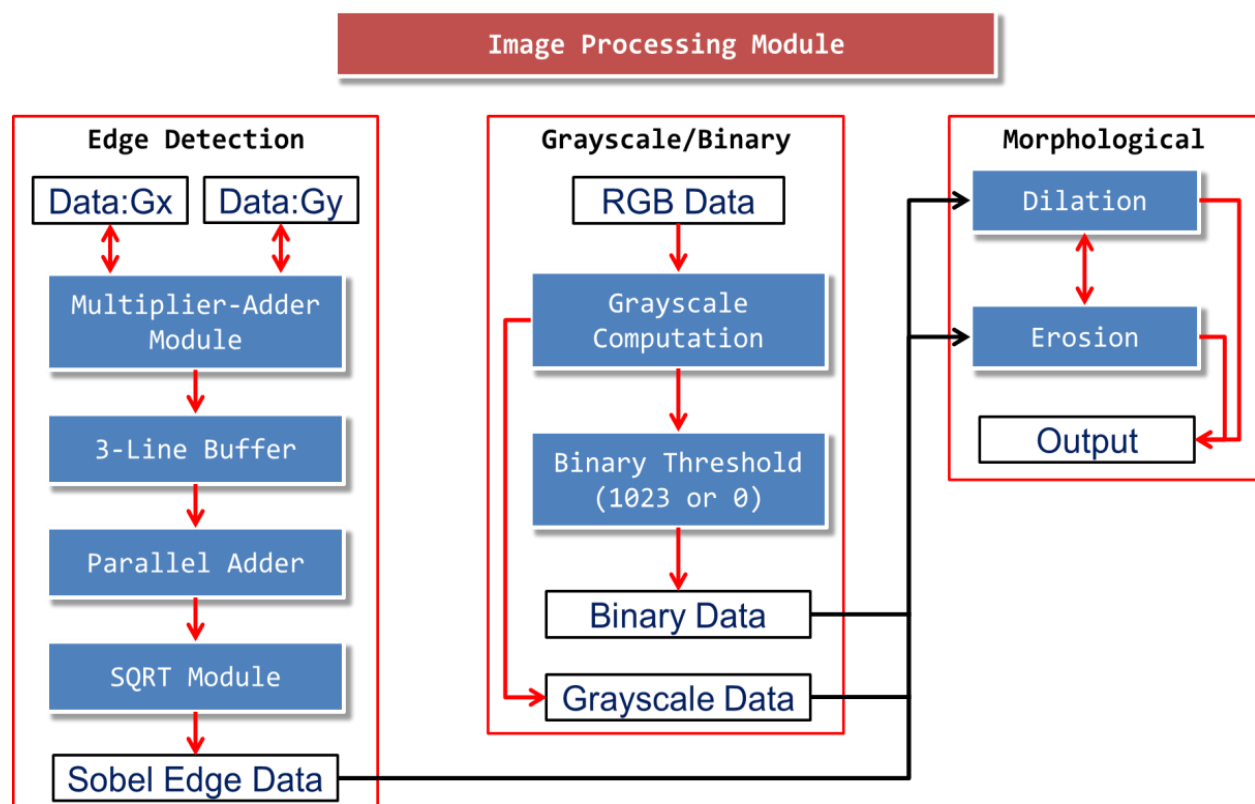 Image Processing Module
Edge Detection
Data:Gx
Data:Gy
Multiplier-Adder
Module
3-Line Buffer
Parallel Adder
SQRT Module
Sobel Edge Data
Grayscale/Binary
RGB Data
Grayscale
Computation
Binary Threshold
(1023 or 0)
Binary Data
Grayscale Data
Morphological
Dilation
Erosion
Output